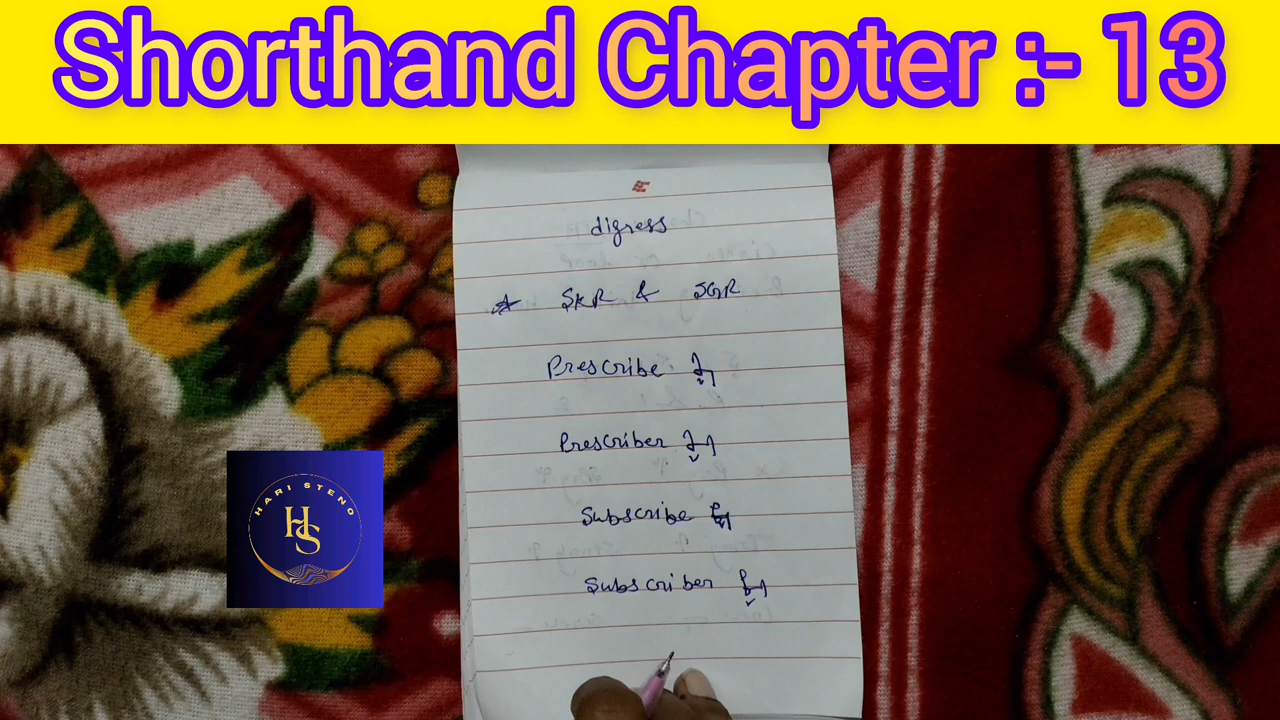 Shorthand Chapter :- 13
digress
SKR & SGR
Prescribe
Prescriber
Subscribe
Subscriber
HARI STENO
HS